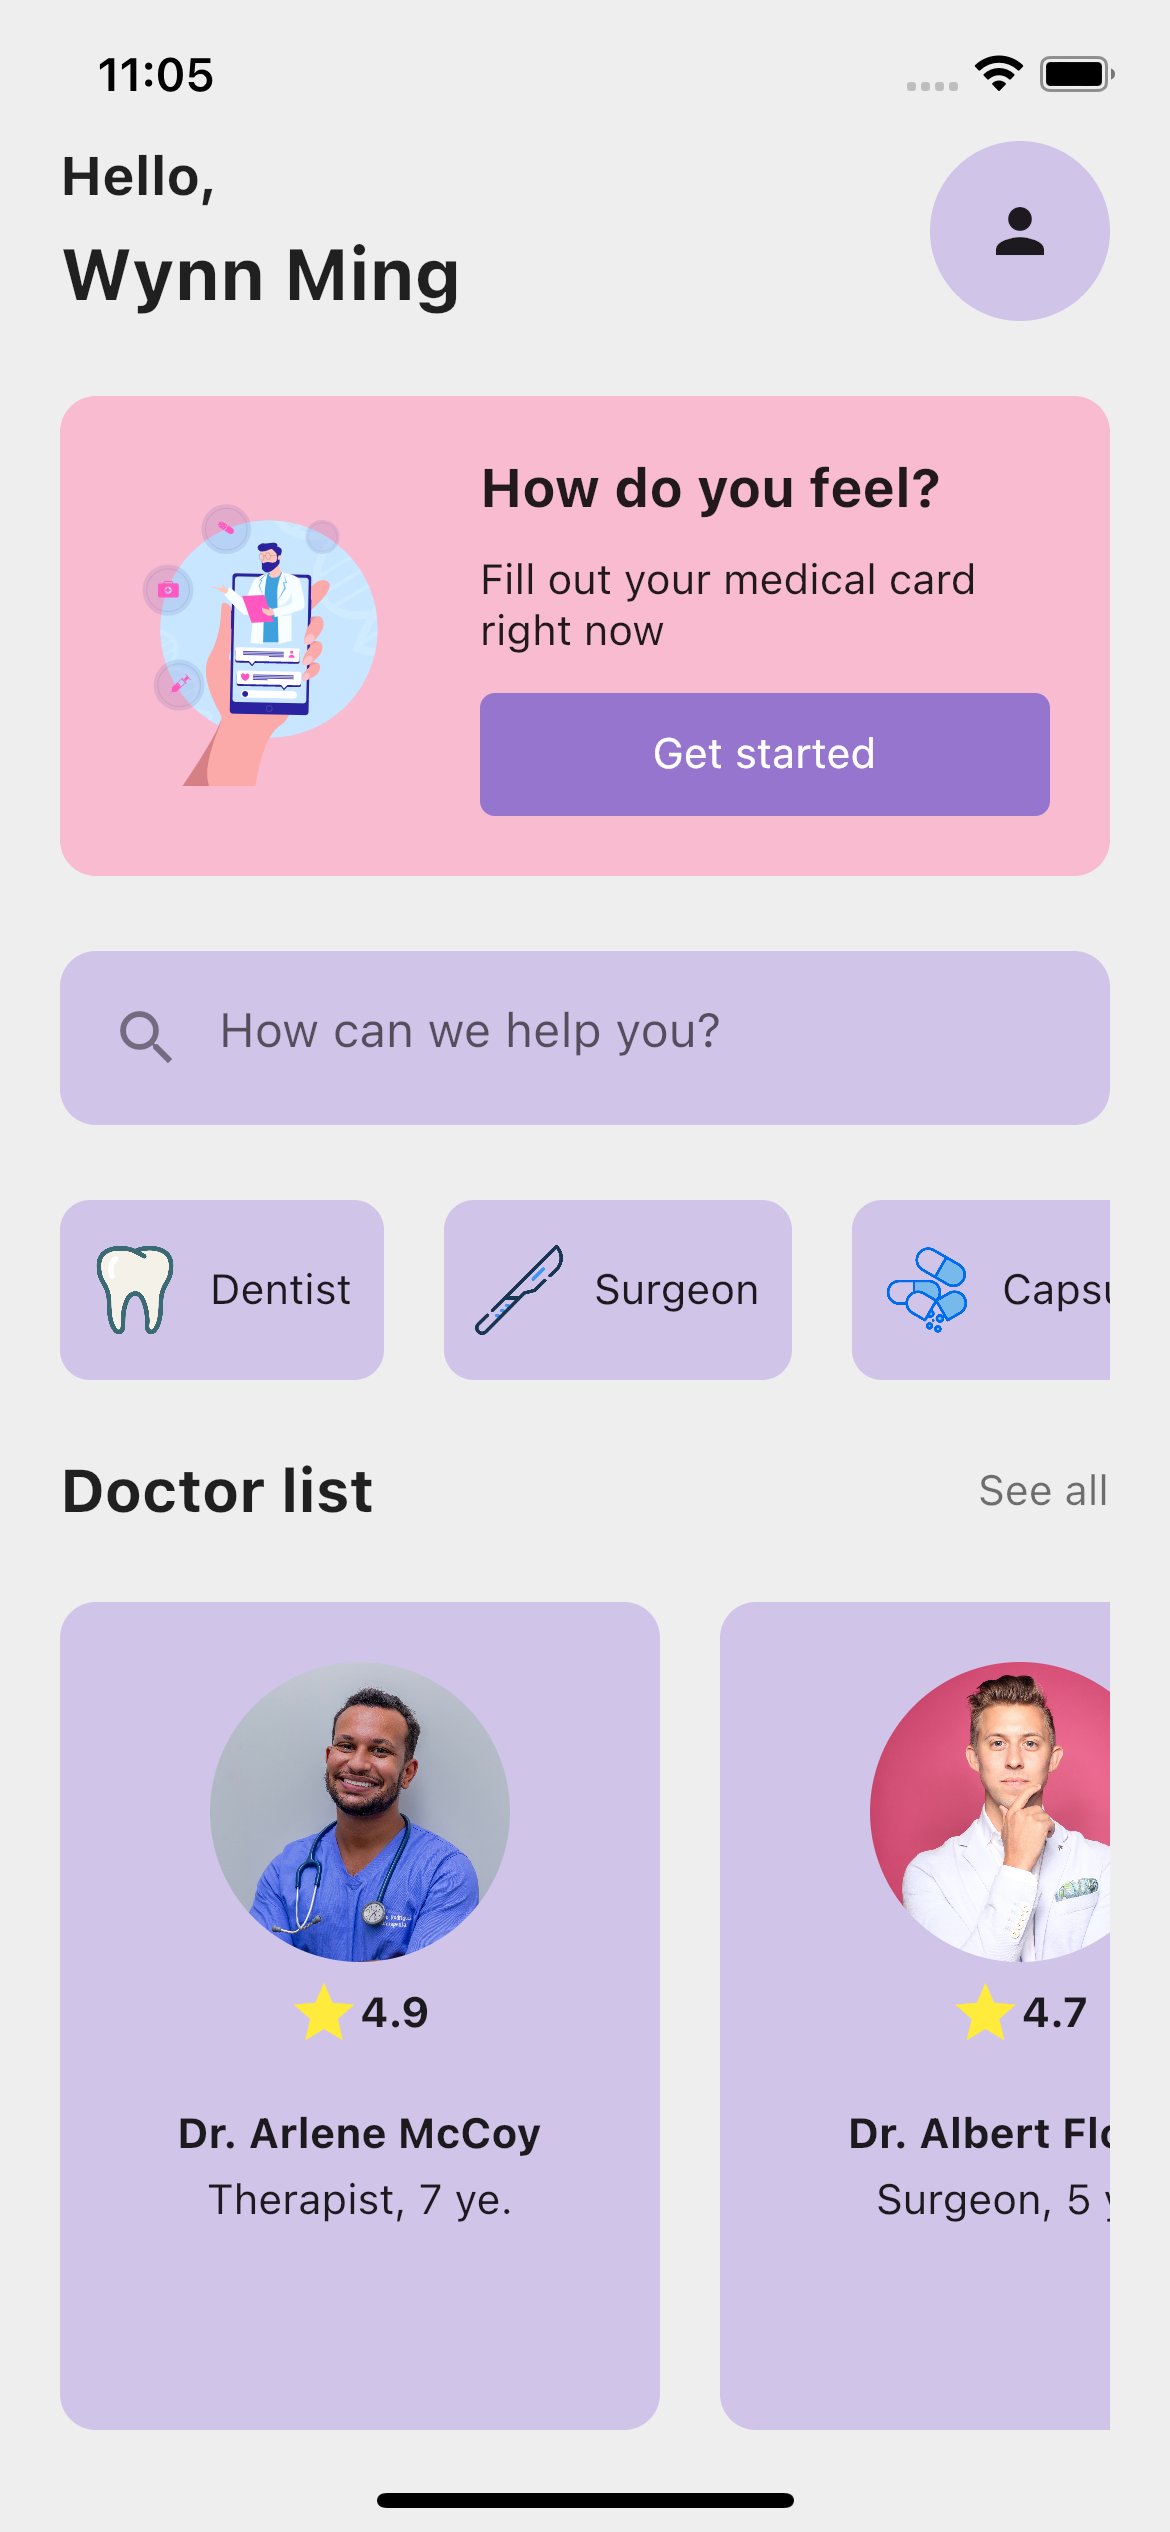 11:05
Hello,
Wynn Ming
How do you feel?
Fill out your medical card
right now
Get started
How can we help you?
Dentist
Surgeon
Capsu
Doctor list
See all
4.9
4.7
Dr. Arlene McCoy
Dr. Albert Flo
Therapist, 7 ye.
Surgeon, 5 y